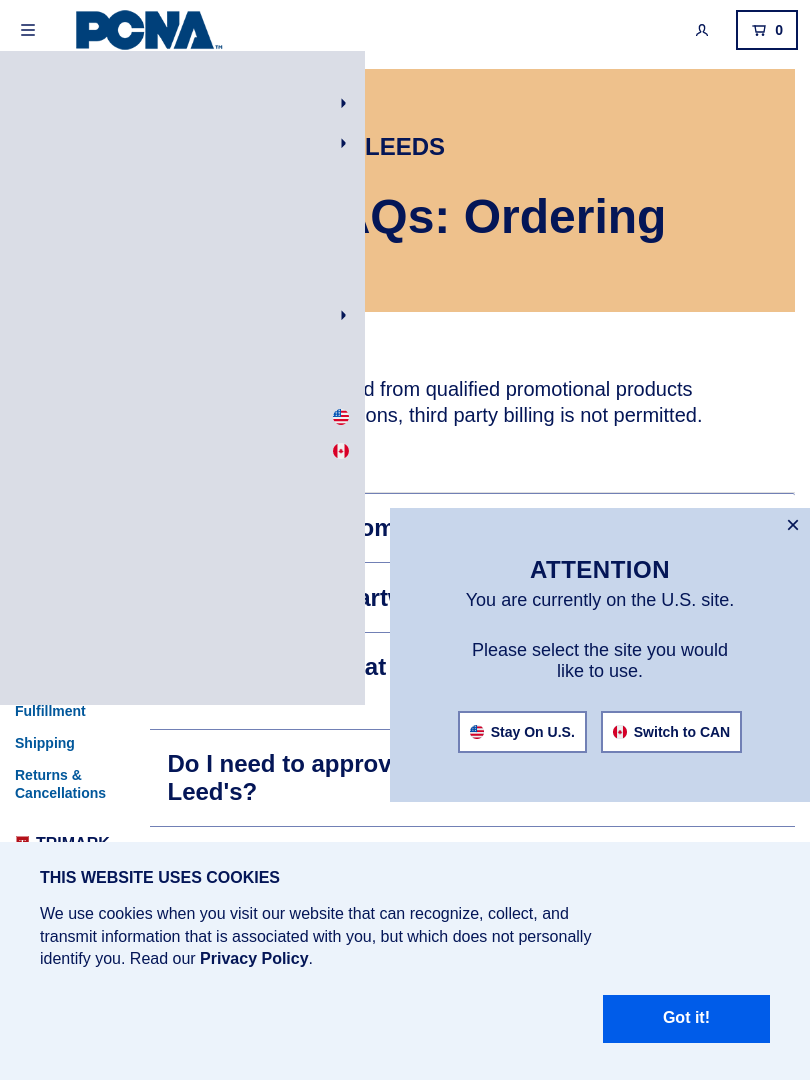 PCNA
TM
0
LEEDS
AQs: Ordering
d from qualified promotional products
ons, third party billing is not permitted.
ATTENTION
You are currently on the U.S. site.
Please select the site you would
like to use.
Stay On U.S.
Switch to CAN
at
Fulfillment
Shipping
Returns &
Cancellations
Do I need to approv
Leed's?
TRIMARK
THIS WEBSITE USES COOKIES
We use cookies when you visit our website that can recognize, collect, and
transmit information that is associated with you, but which does not personally
identify you. Read our Privacy Policy.
Got it!